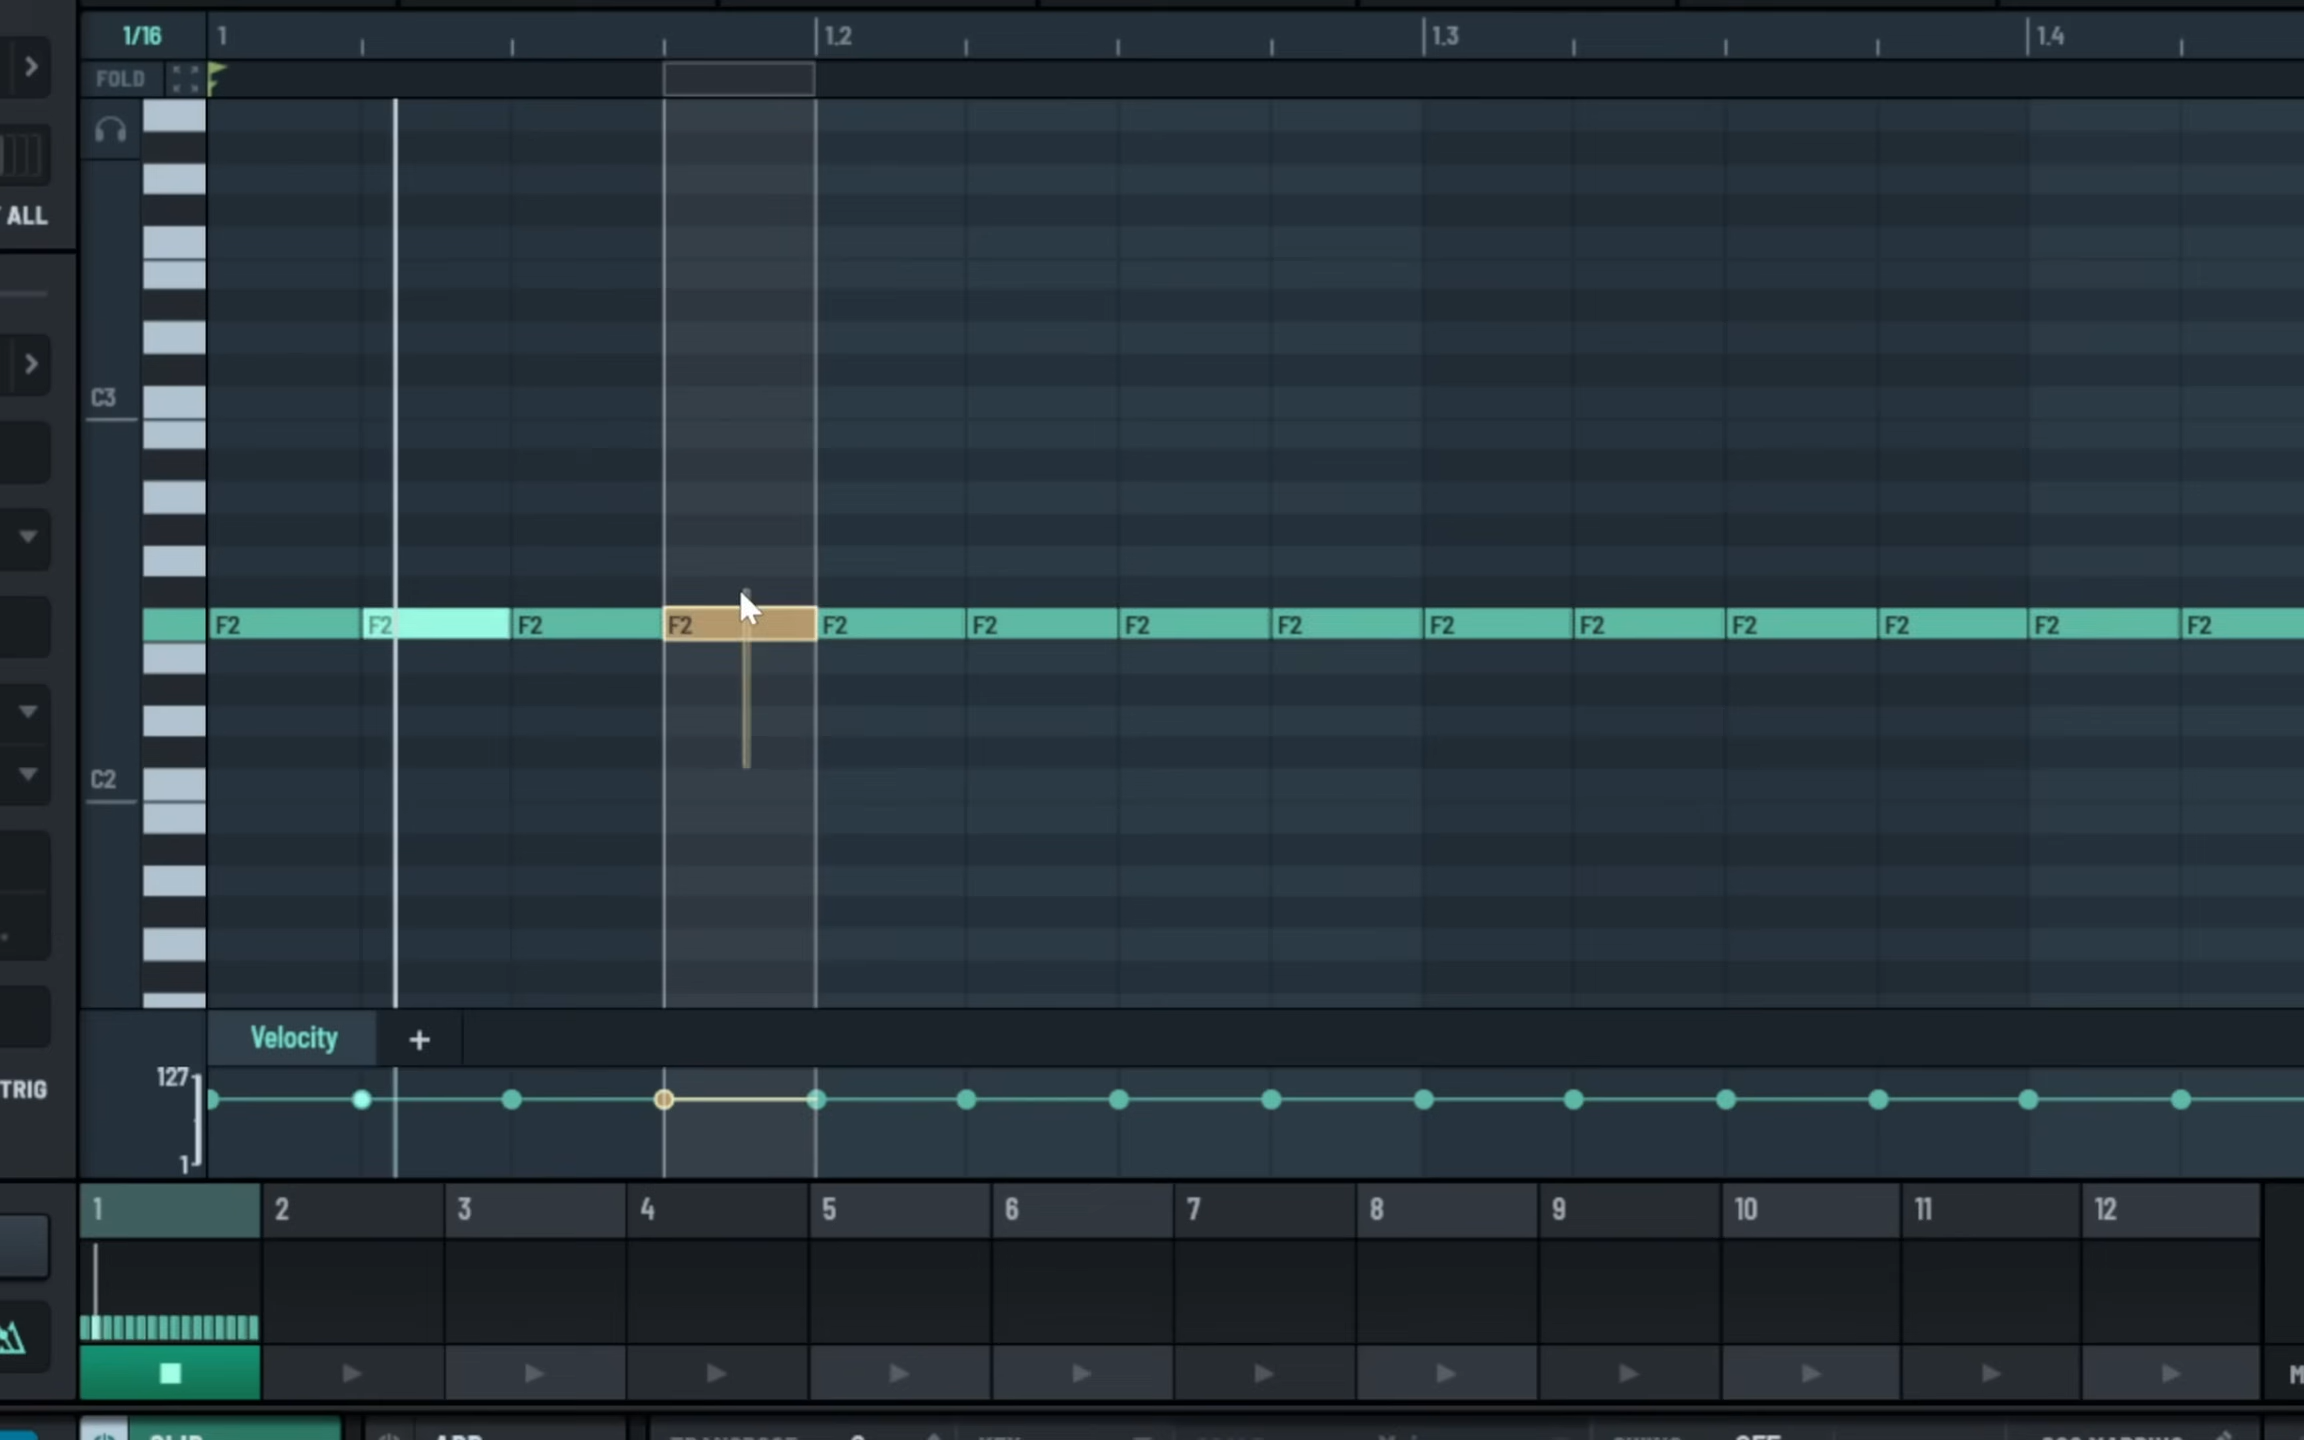 1/16 1 1.2 1.3 1.4
FOLD
ALL
C3
F2 F2 F2 F2 F2 F2 F2 F2 F2 F2 F2 F2 F2 F2
C2
Velocity +
127
TRIG
1
1 2 3 4 5 6 7 8 9 10 11 12